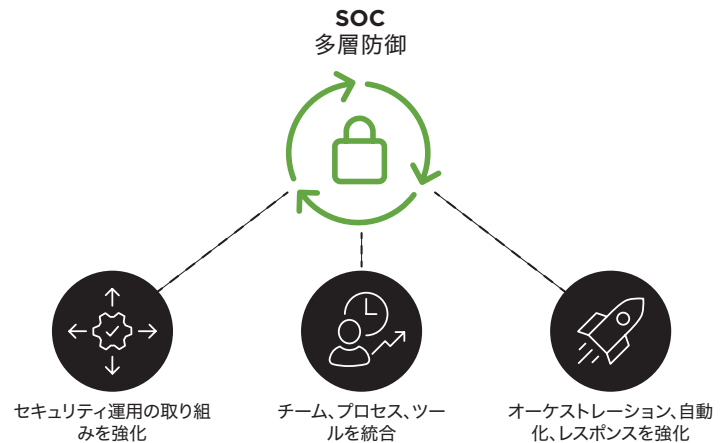 SOC
多層防御
セキュリティ運用の取り組
みを強化
チーム、プロセス、ツー
ルを統合
オーケストレーション、自動
化、レスポンスを強化